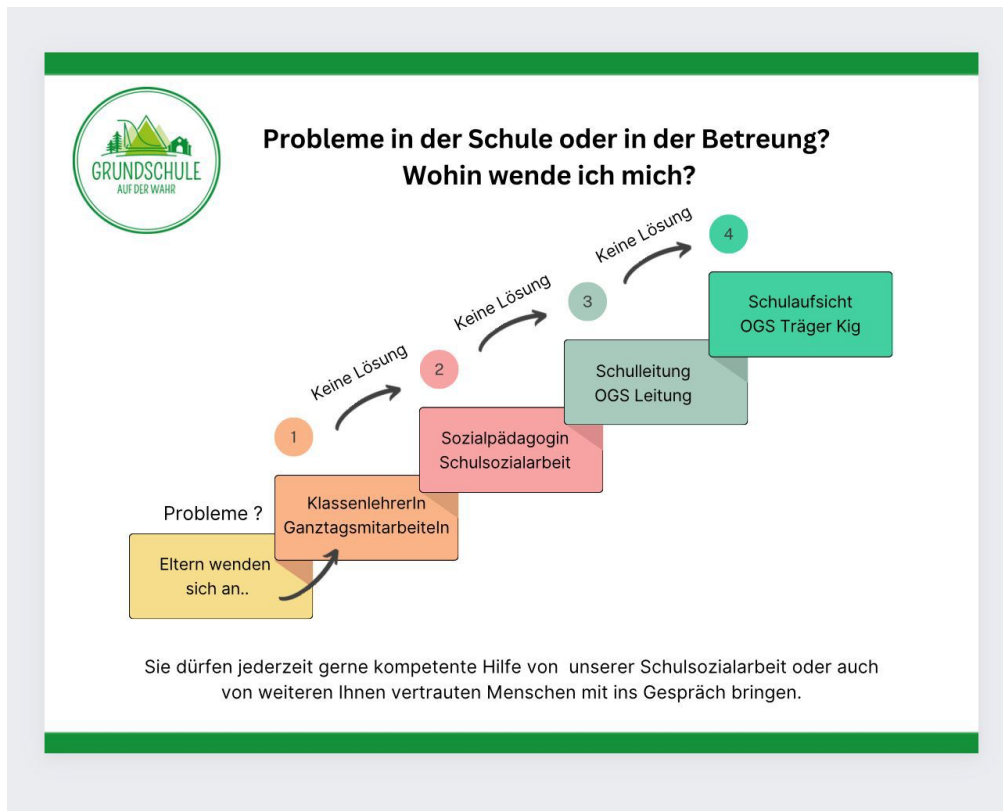 GRUNDSCHULE
AUF DER WAHR
Probleme in der Schule oder in der Betreung?
Wohin wende ich mich?
Probleme ?
Eltern wenden
sich an..
1
KlassenlehrerIn
GanztagsmitarbeiteIn
Keine Lösung
2
Sozialpädagogin
Schulsozialarbeit
Keine Lösung
3
Schulleitung
OGS Leitung
Keine Lösung
4
Schulaufsicht
OGS Träger Kig
Sie dürfen jederzeit gerne kompetente Hilfe von unserer Schulsozialarbeit oder auch
von weiteren Ihnen vertrauten Menschen mit ins Gespräch bringen.